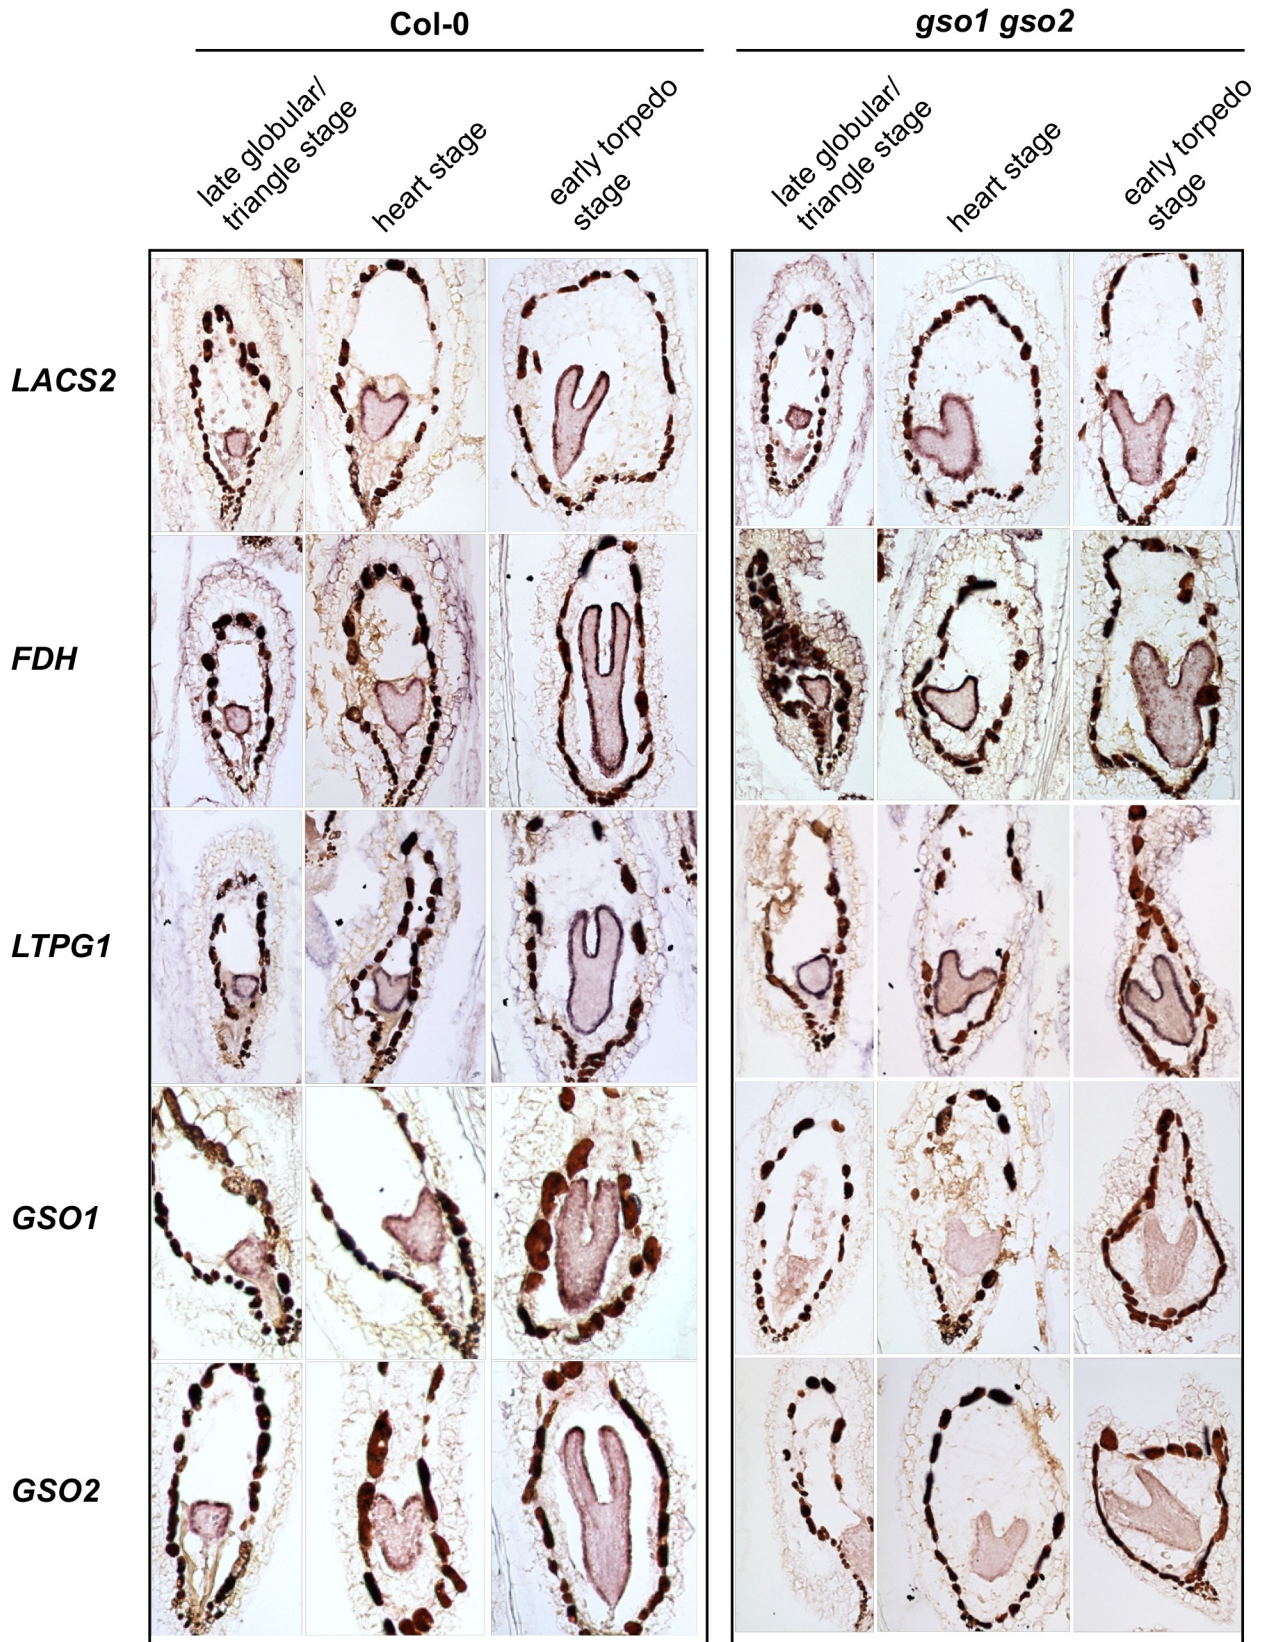 Col-0
gso1 gso2
late globular/
triangle stage
heart stage
early torpedo
stage
late globular/
triangle stage
heart stage
early torpedo
stage
LACS2
FDH
LTPG1
GSO1
GSO2